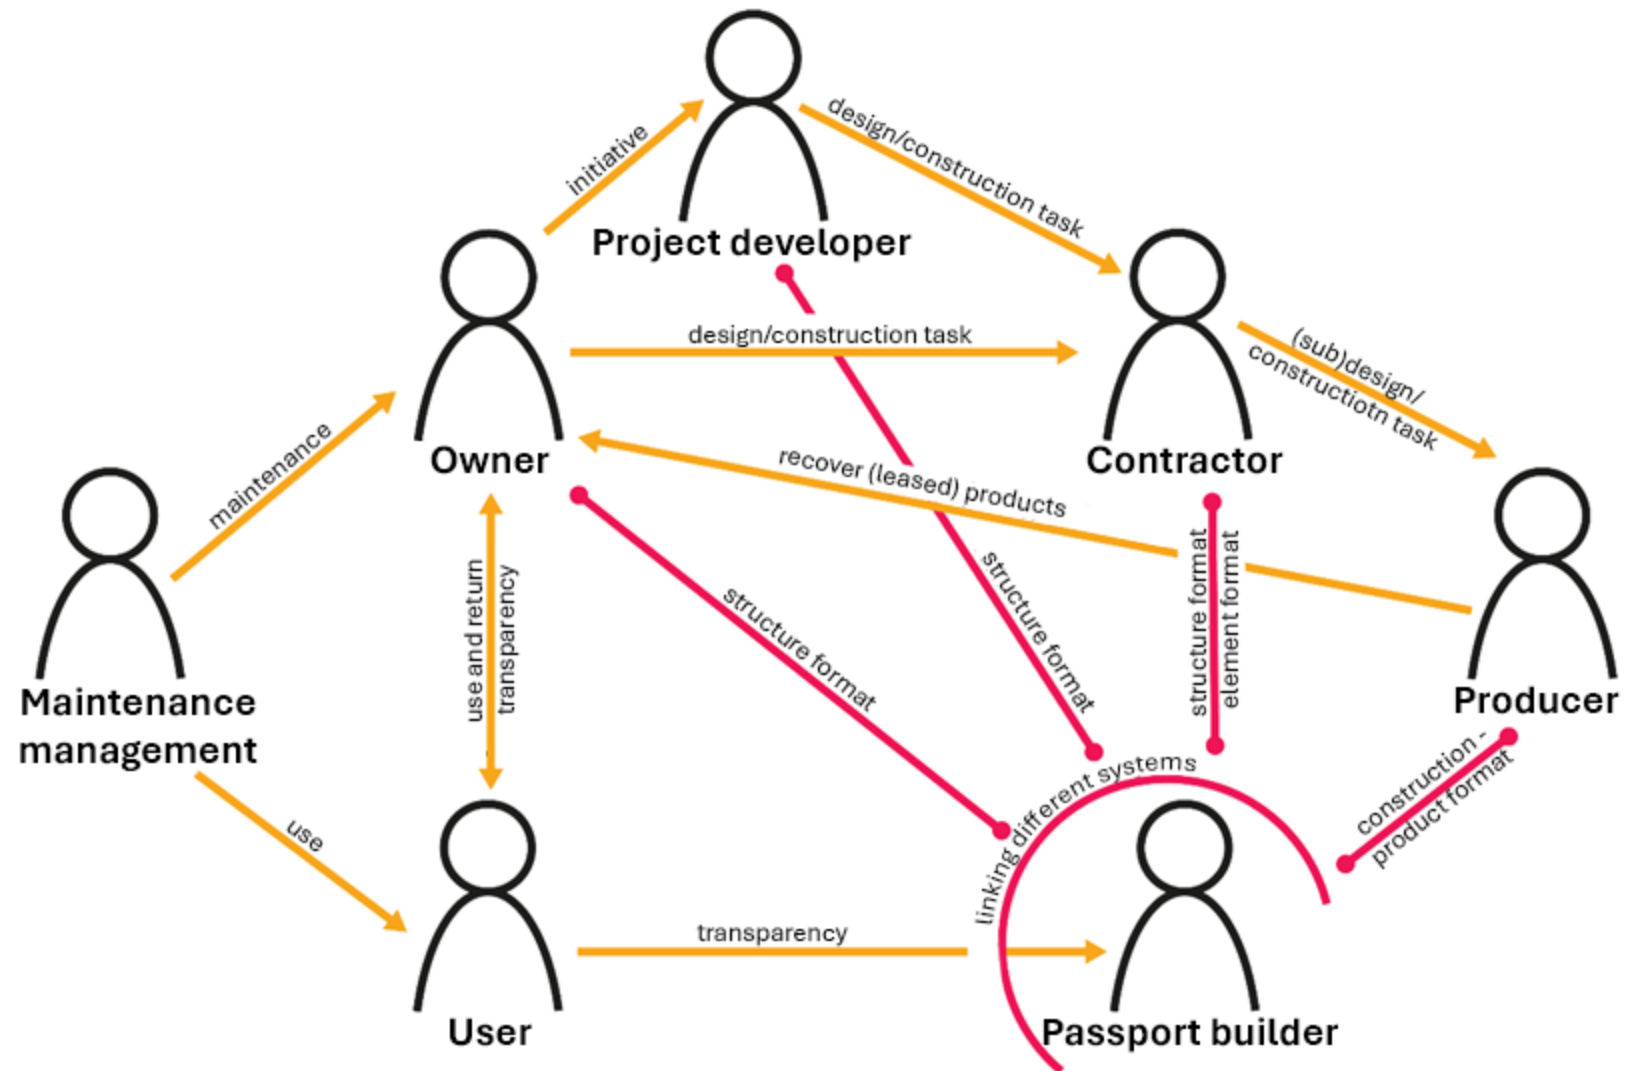 initiative
design/construction task
Project developer
design/construction task
(sub)design/
constructiotn task
maintenance
Owner
recover (leased) products
Contractor
use and return
transparency
structure format
structure format
structure format
element format
Maintenance
management
Producer
construction -
product format
linking different systems
use
transparency
User
Passport builder